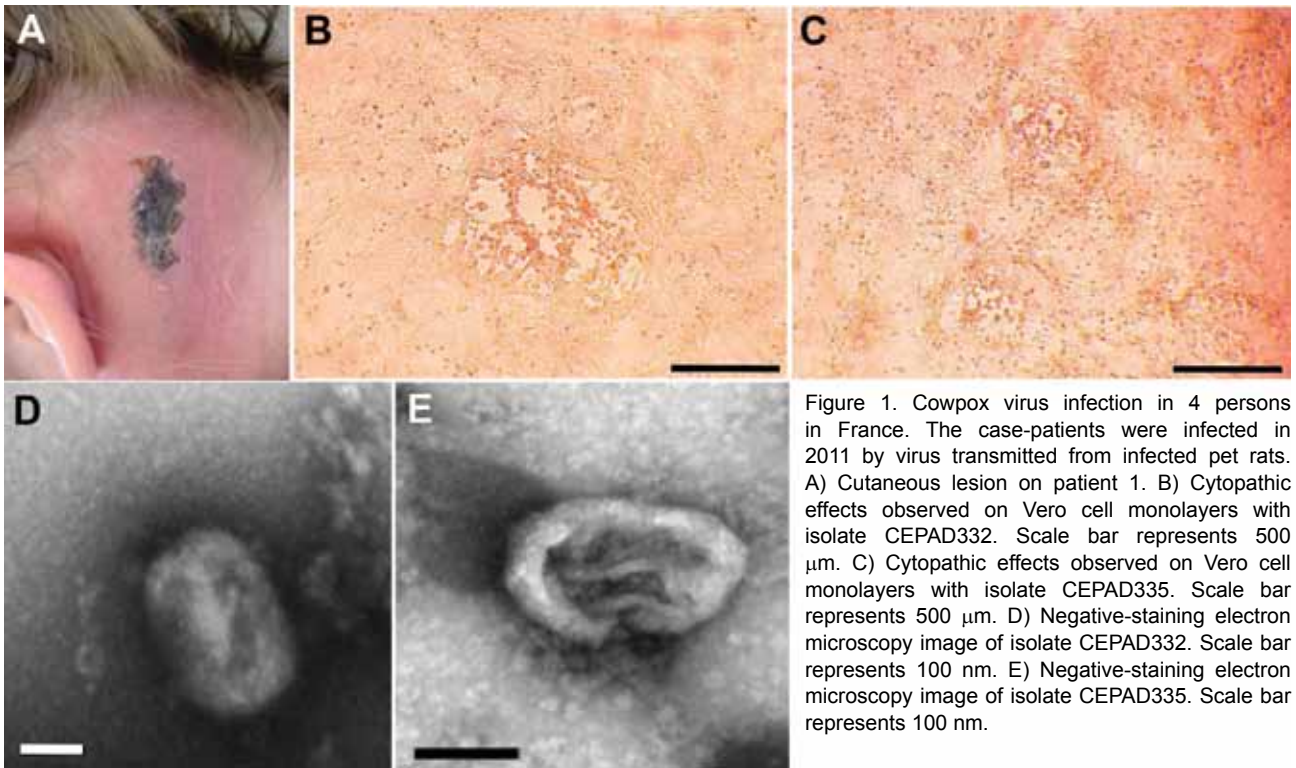 A
B
C
D
E
Figure 1. Cowpox virus infection in 4 persons
in France. The case-patients were infected in
2011 by virus transmitted from infected pet rats.
A) Cutaneous lesion on patient 1. B) Cytopathic
effects observed on Vero cell monolayers with
isolate CEPAD332. Scale bar represents 500
μm. C) Cytopathic effects observed on Vero cell
monolayers with isolate CEPAD335. Scale bar
represents 500 μm. D) Negative-staining electron
microscopy image of isolate CEPAD332. Scale bar
represents 100 nm. E) Negative-staining electron
microscopy image of isolate CEPAD335. Scale bar
represents 100 nm.